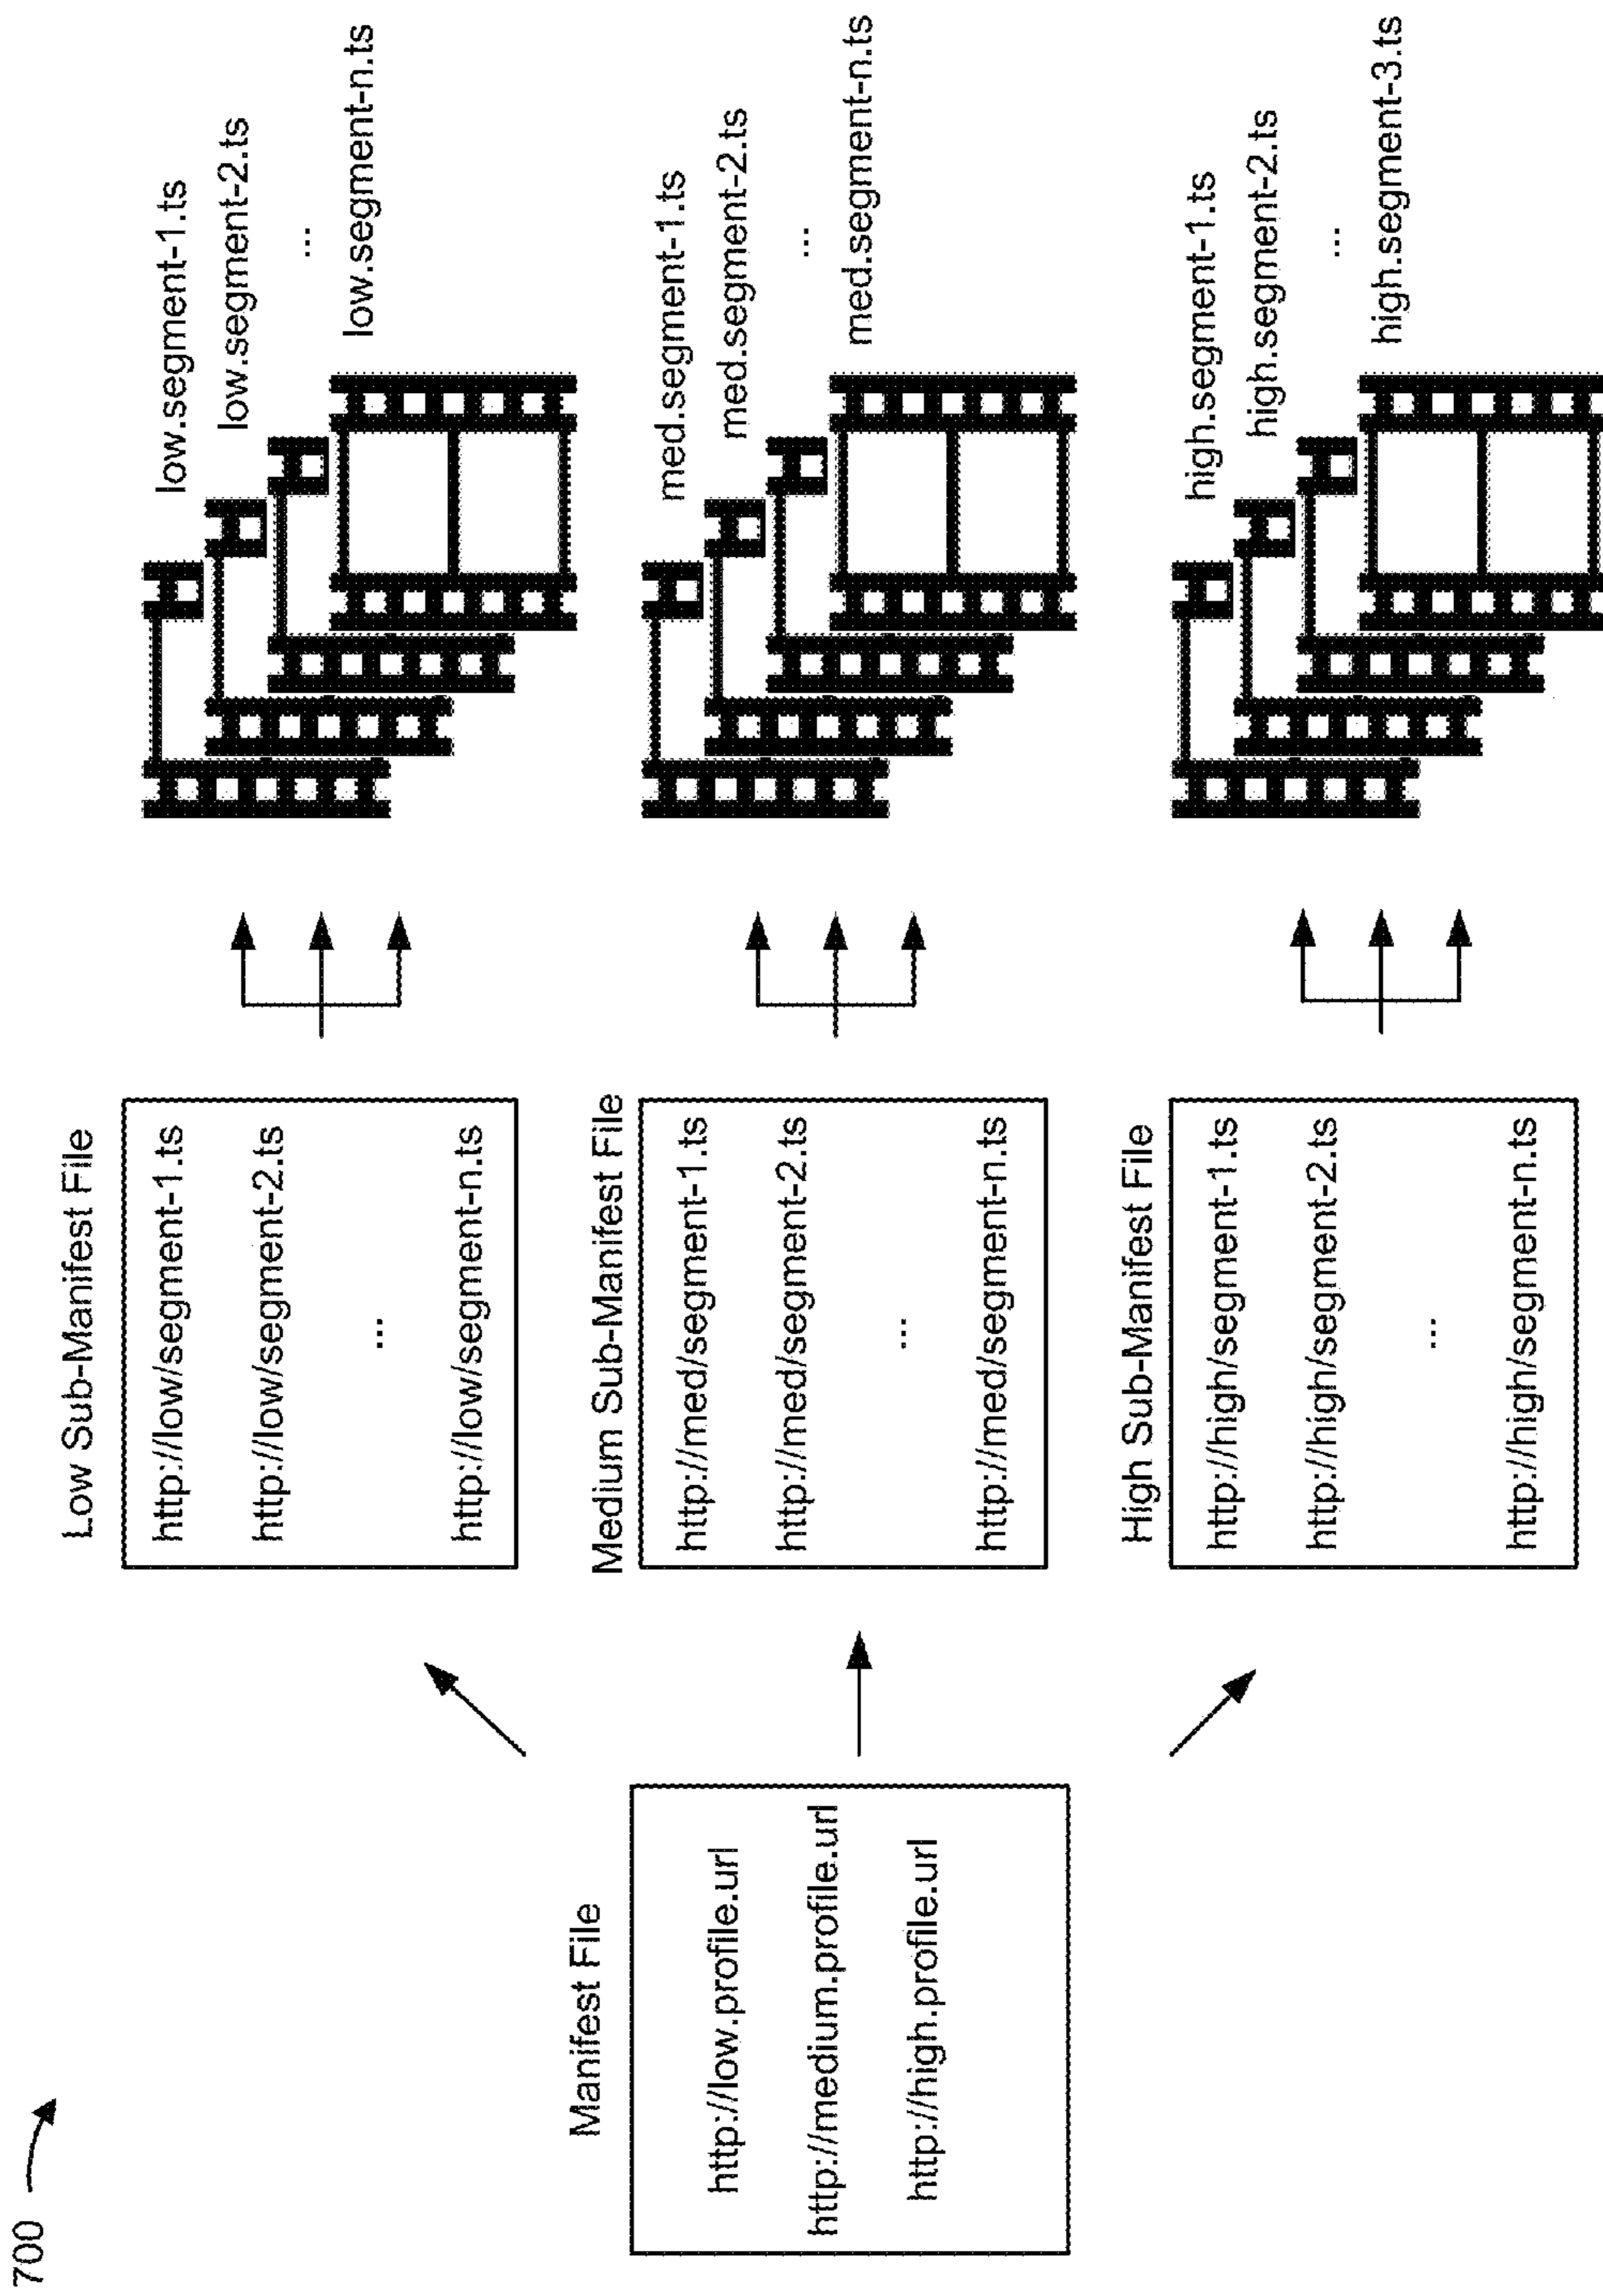 700
Manifest File
http://low.profile.url
http://medium.profile.url
http://high.profile.url
Low Sub-Manifest File
http://low/segment-1.ts
http://low/segment-2.ts
...
http://low/segment-n.ts
Medium Sub-Manifest File
http://med/segment-1.ts
http://med/segment-2.ts
...
http://med/segment-n.ts
High Sub-Manifest File
http://high/segment-1.ts
http://high/segment-2.ts
...
http://high/segment-n.ts
low.segment-1.ts
low.segment-2.ts
...
low.segment-n.ts
med.segment-1.ts
med.segment-2.ts
...
med.segment-n.ts
high.segment-1.ts
high.segment-2.ts
...
high.segment-3.ts